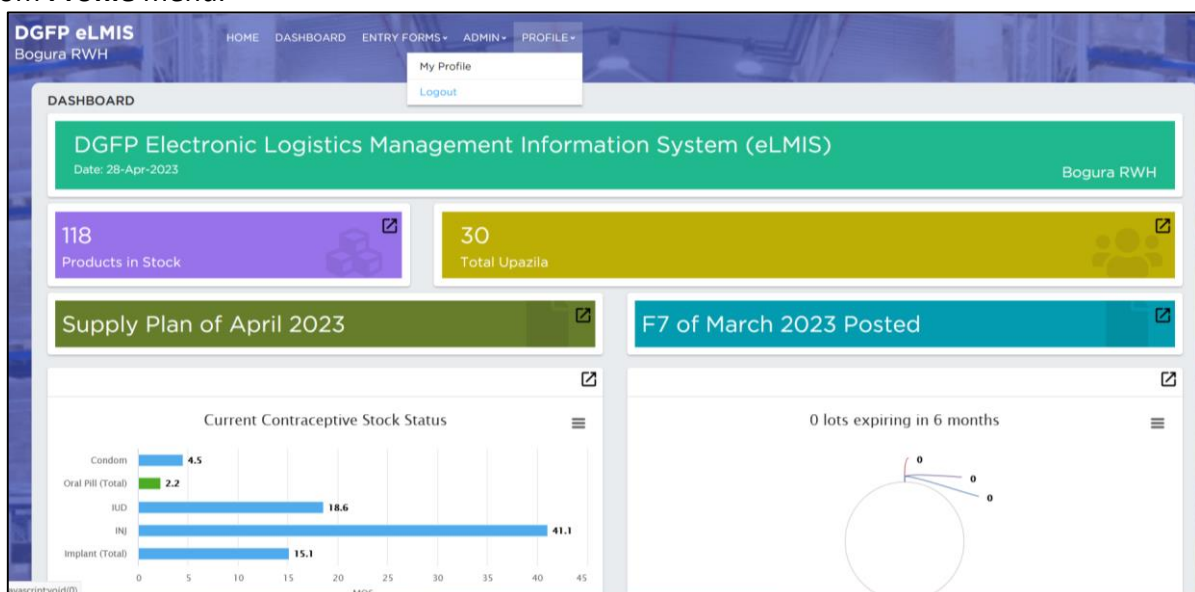 om Profile menu.
DGFP eLMIS
Bogura RWH
HOME DASHBOARD ENTRY FORMS ADMIN PROFILE
My Profile
Logout
DASHBOARD
DGFP Electronic Logistics Management Information System (eLMIS)
Date: 28-Apr-2023
Bogura RWH
118
Products in Stock
30
Total Upazila
Supply Plan of April 2023
F7 of March 2023 Posted
Current Contraceptive Stock Status
Condom 4.5
Oral Pill (Total) 2.2
IUD 18.6
INJ 41.1
Implant (Total) 15.1
0 5 10 15 20 25 30 35 40 45
0 lots expiring in 6 months
0
0
0